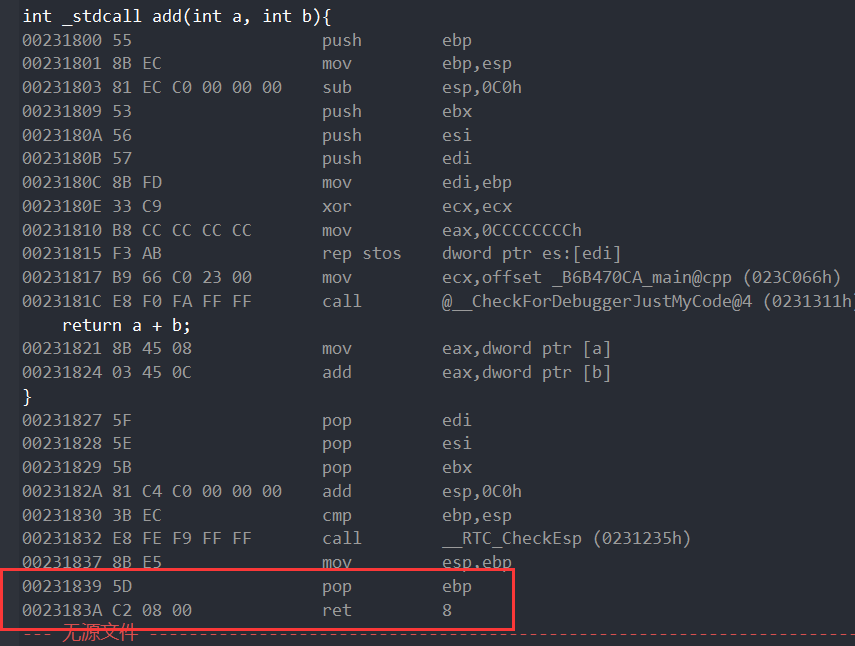 int _stdcall add(int a, int b){
00231800 55 push ebp
00231801 8B EC mov ebp,esp
00231803 81 EC C0 00 00 00 sub esp,0C0h
00231809 53 push ebx
0023180A 56 push esi
0023180B 57 push edi
0023180C 8B FD mov edi,ebp
0023180E 33 C9 xor ecx,ecx
00231810 B8 CC CC CC CC mov eax,0CCCCCCCCh
00231815 F3 AB rep stos dword ptr es:[edi]
00231817 B9 66 C0 23 00 mov ecx,offset _B6B470CA_main@cpp (023C066h)
0023181C E8 F0 FA FF FF call @__CheckForDebuggerJustMyCode@4 (0231311h)
return a + b;
00231821 8B 45 08 mov eax,dword ptr [a]
00231824 03 45 0C add eax,dword ptr [b]
}
00231827 5F pop edi
00231828 5E pop esi
00231829 5B pop ebx
0023182A 81 C4 C0 00 00 00 add esp,0C0h
00231830 3B EC cmp ebp,esp
00231832 E8 FE F9 FF FF call __RTC_CheckEsp (0231235h)
00231837 8B E5 mov esp,ebp
00231839 5D pop ebp
0023183A C2 08 00 ret 8
--- 无源文件 -----------------------------------------------------------------------